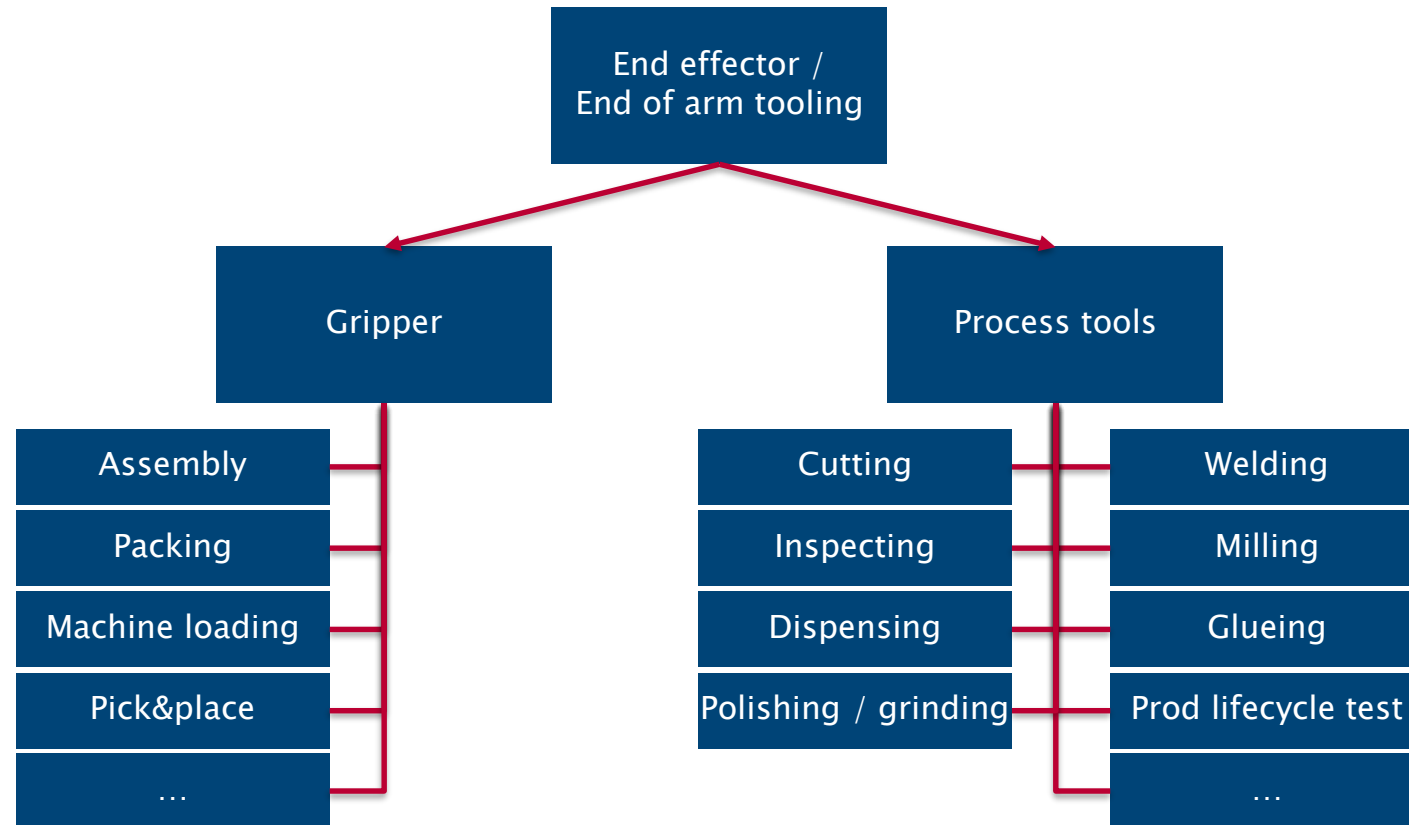 End effector /
End of arm tooling
Gripper
Process tools
Assembly
Packing
Machine loading
Pick&place
...
Cutting
Inspecting
Dispensing
Polishing / grinding
Welding
Milling
Glueing
Prod lifecycle test
...